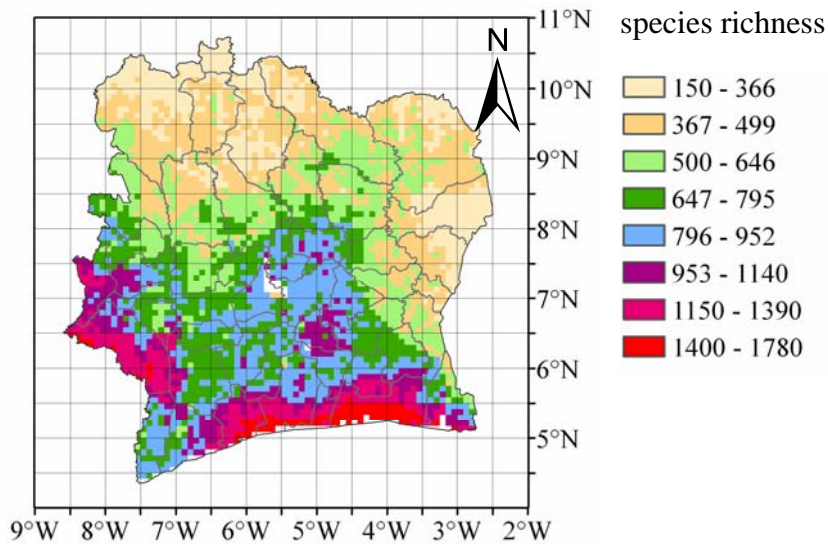 species richness
N
150 - 366
367 - 499
500 - 646
647 - 795
796 - 952
953 - 1140
1150 - 1390
1400 - 1780
11°N
10°N
9°N
8°N
7°N
6°N
5°N
9°W 8°W 7°W 6°W 5°W 4°W 3°W 2°W